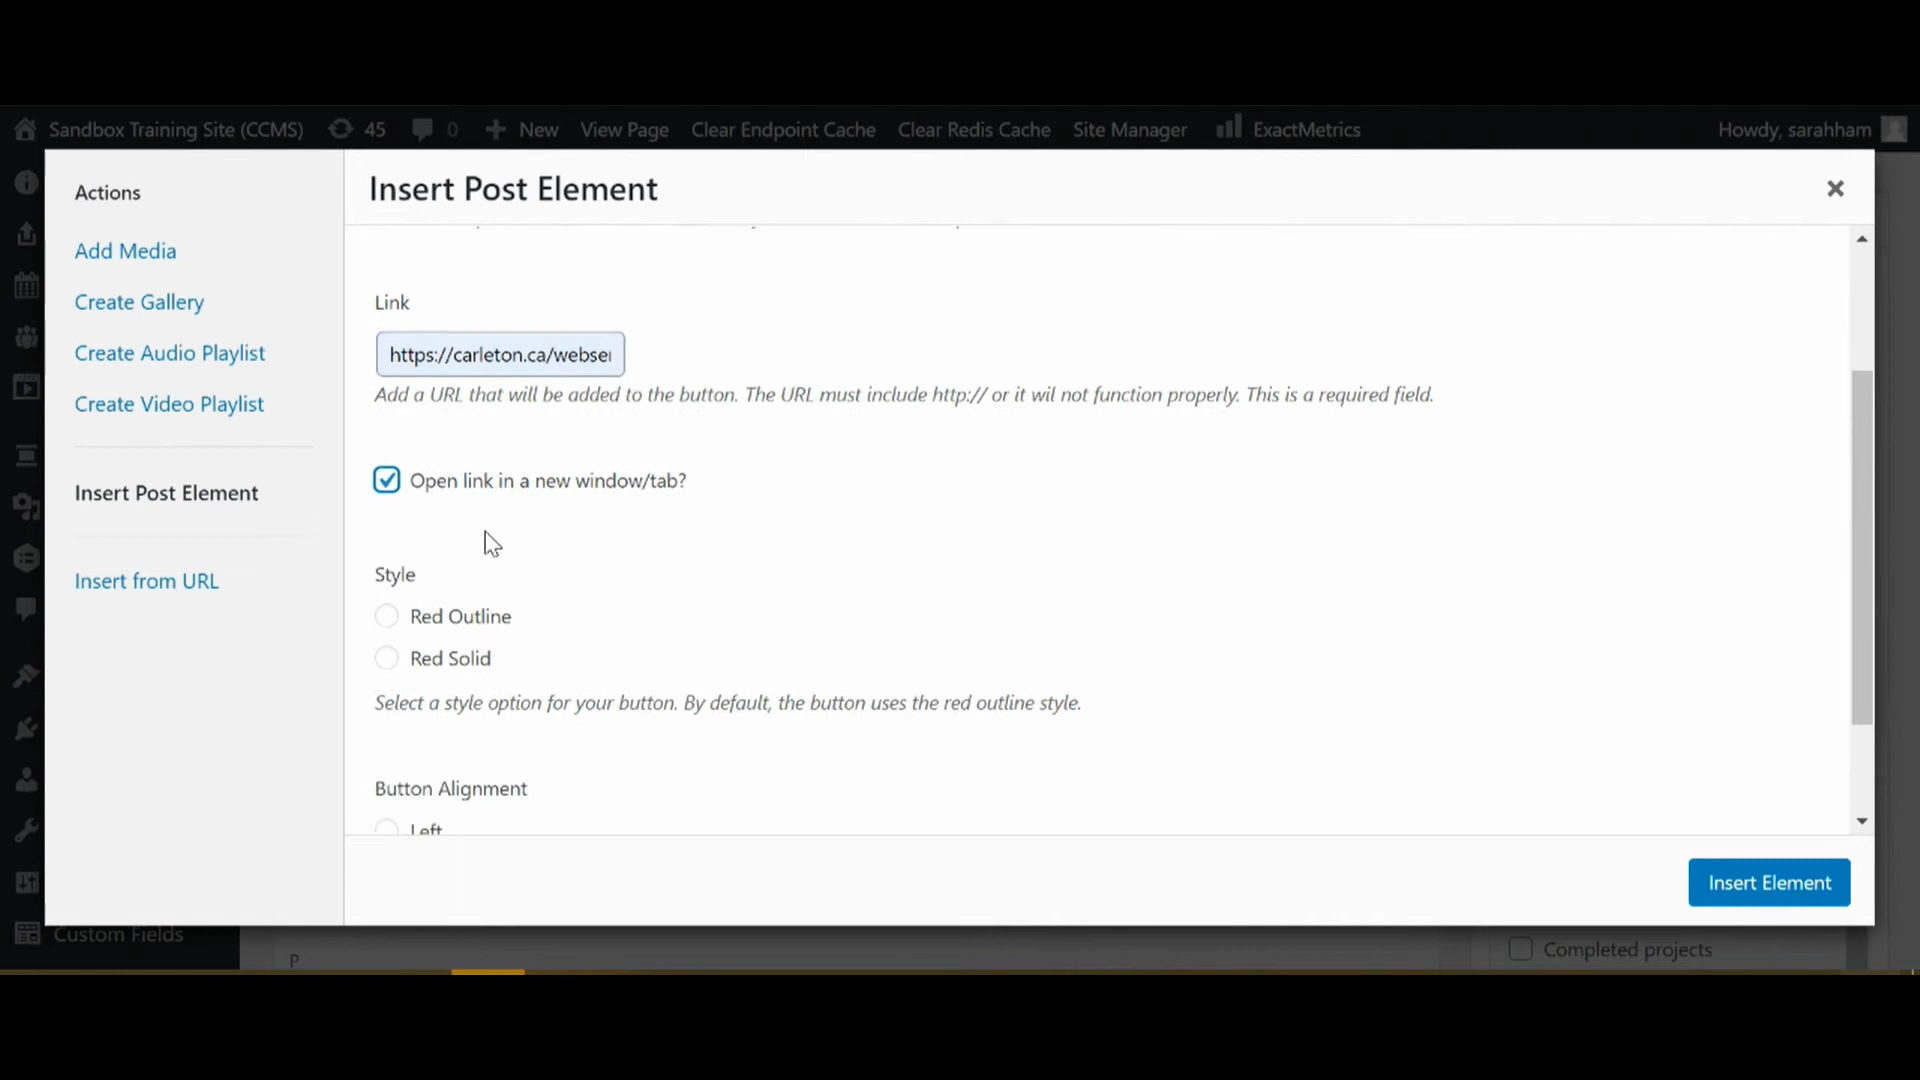 Sandbox Training Site (CCMS) 45 0 New View Page Clear Endpoint Cache Clear Redis Cache Site Manager ExactMetrics Howdy, sarahham
Actions
Add Media
Create Gallery
Create Audio Playlist
Create Video Playlist
Insert Post Element
Insert from URL
Insert Post Element
Link
https://carleton.ca/webser
Add a URL that will be added to the button. The URL must include http:// or it wil not function properly. This is a required field.
Open link in a new window/tab?
Style
Red Outline
Red Solid
Select a style option for your button. By default, the button uses the red outline style.
Button Alignment
Left
Insert Element
Custom Fields
P
Completed projects